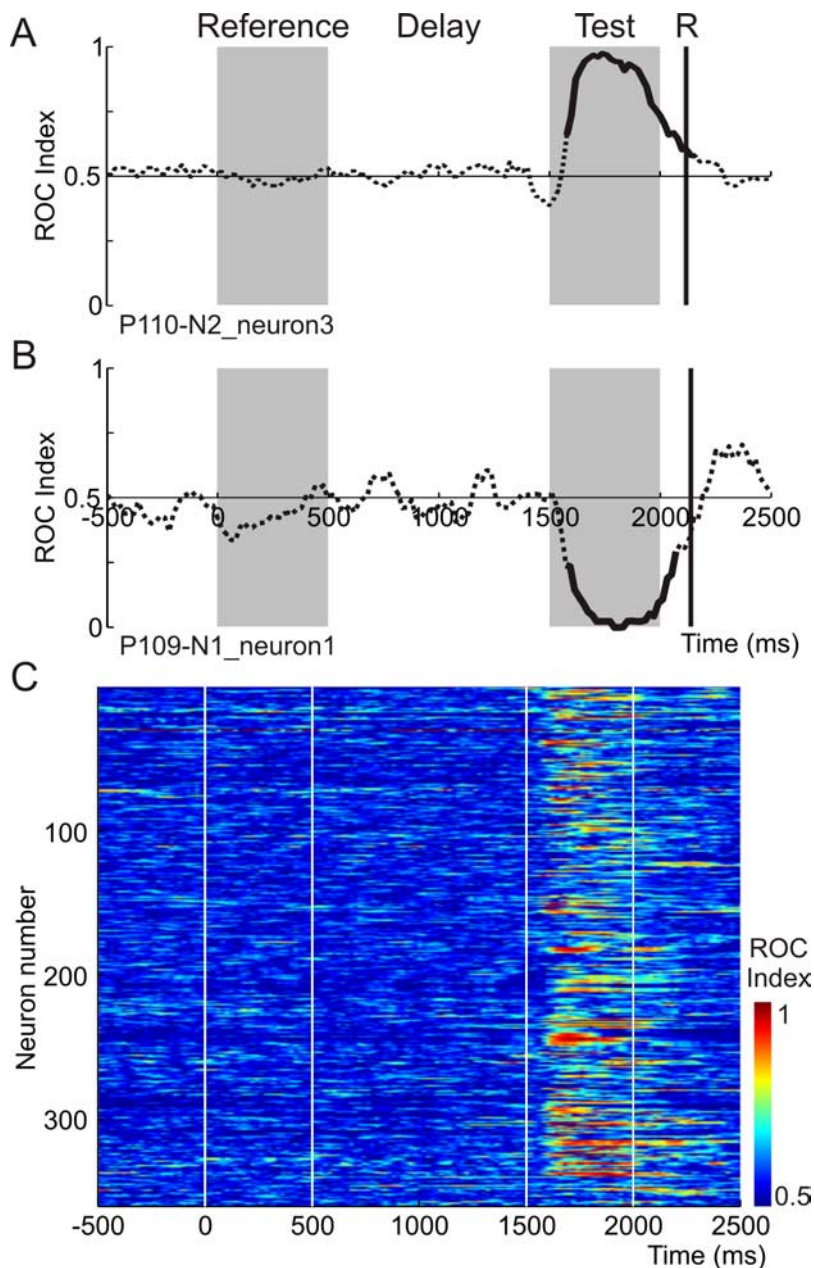 A
Reference Delay Test R
1
0.5
0
ROC Index
P110-N2_neuron3
B
1
0.5
0
ROC Index
-500 0 500 1000 1500 2000 2500
P109-N1_neuron1
Time (ms)
C
100
200
300
Neuron number
ROC
Index
1
0.5
-500 0 500 1000 1500 2000 2500
Time (ms)